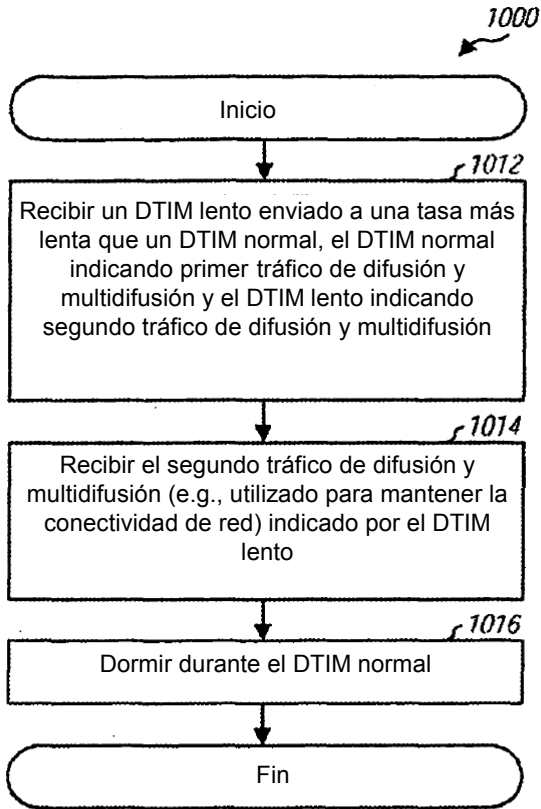 1000
Inicio
1012
Recibir un DTIM lento enviado a una tasa más
lenta que un DTIM normal, el DTIM normal
indicando primer tráfico de difusión y
multidifusión y el DTIM lento indicando
segundo tráfico de difusión y multidifusión
1014
Recibir el segundo tráfico de difusión y
multidifusión (e.g., utilizado para mantener la
conectividad de red) indicado por el DTIM
lento
1016
Dormir durante el DTIM normal
Fin